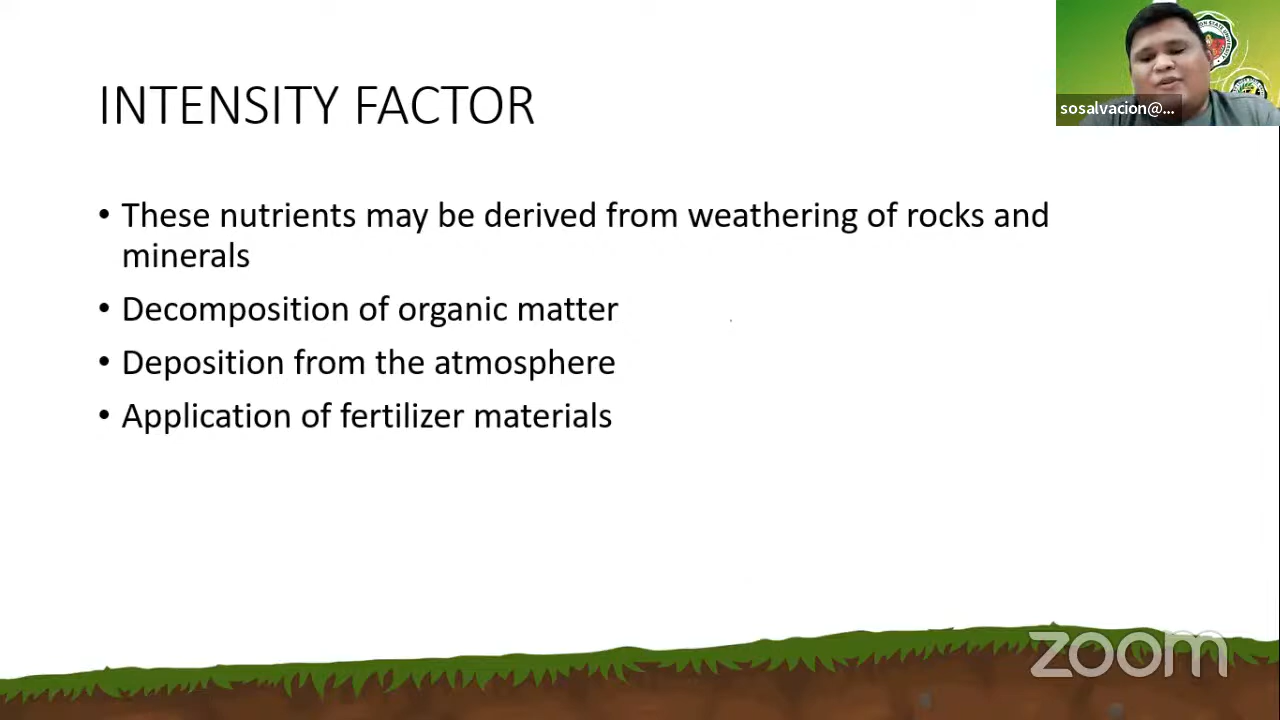 INTENSITY FACTOR
sosalvacion@...
• These nutrients may be derived from weathering of rocks and
minerals
• Decomposition of organic matter
• Deposition from the atmosphere
• Application of fertilizer materials
zoom